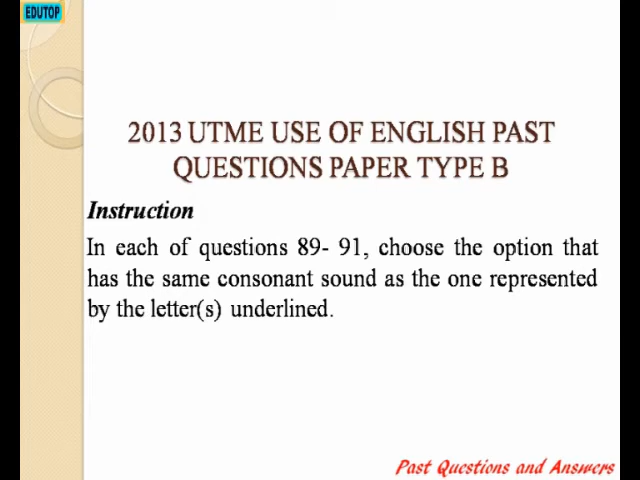 EDUTOP
2013 UTME USE OF ENGLISH PAST
QUESTIONS PAPER TYPE B
Instruction
In each of questions 89- 91, choose the option that
has the same consonant sound as the one represented
by the letter(s) underlined.
Past Questions and Answers